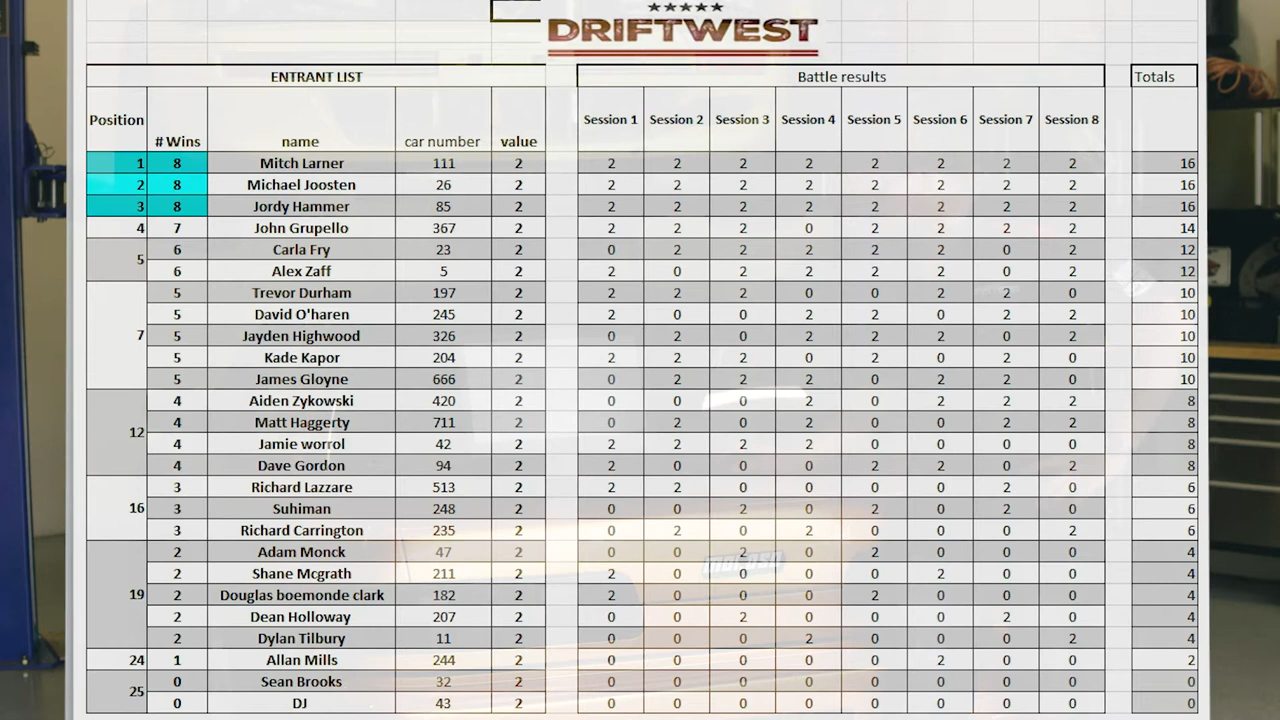 ★★★★★
DRIFTWEST
ENTRANT LIST Battle results Totals
Position # Wins name car number value Session 1 Session 2 Session 3 Session 4 Session 5 Session 6 Session 7 Session 8
1 8 Mitch Larner 111 2 2 2 2 2 2 2 2 2 16
2 8 Michael Joosten 26 2 2 2 2 2 2 2 2 2 16
3 8 Jordy Hammer 85 2 2 2 2 2 2 2 2 2 16
4 7 John Grupello 367 2 2 2 2 0 2 2 2 2 14
5 6 Carla Fry 23 2 0 2 2 2 2 2 0 2 12
6 Alex Zaff 5 2 2 0 2 2 2 2 0 2 12
7 5 Trevor Durham 197 2 2 2 2 0 0 2 2 0 10
5 David O'haren 245 2 2 0 0 2 0 2 2 2 10
5 Jayden Highwood 326 2 0 2 0 2 2 2 0 2 10
5 Kade Kapor 204 2 2 2 2 0 2 0 2 0 10
5 James Gloyne 666 2 0 2 2 2 0 2 2 0 10
12 4 Aiden Zykowski 420 2 0 0 0 2 0 2 2 2 8
4 Matt Haggerty 711 2 0 2 0 2 0 0 2 2 8
4 Jamie worrol 42 2 2 2 2 2 0 0 0 0 8
4 Dave Gordon 94 2 2 0 0 0 2 2 0 2 8
16 3 Richard Lazzare 513 2 2 2 0 0 0 0 2 0 6
3 Suhiman 248 2 0 0 2 0 2 0 2 0 6
3 Richard Carrington 235 2 0 2 0 2 0 0 0 2 6
19 2 Adam Monck 47 2 0 0 2 0 2 0 0 0 4
2 Shane Mcgrath 211 2 2 0 0 0 0 2 0 0 4
2 Douglas boemonde clark 182 2 2 0 0 0 2 0 0 0 4
2 Dean Holloway 207 2 0 0 2 0 0 0 2 0 4
2 Dylan Tilbury 11 2 0 0 0 2 0 0 0 2 4
24 1 Allan Mills 244 2 0 0 0 0 0 2 0 0 2
25 0 Sean Brooks 32 2 0 0 0 0 0 0 0 0 0
0 DJ 43 2 0 0 0 0 0 0 0 0 0